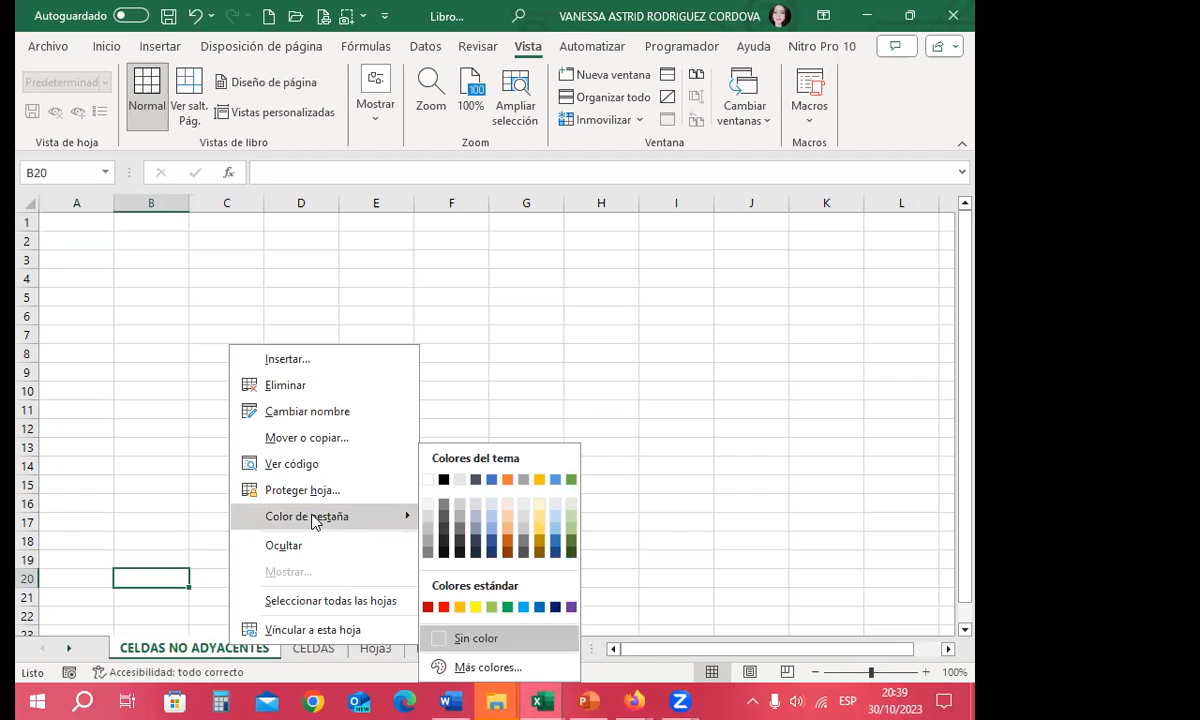 Autoguardado Libro... VANESSA ASTRID RODRIGUEZ CORDOVA
Archivo Inicio Insertar Disposición de página Fórmulas Datos Revisar Vista Automatizar Programador Ayuda Nitro Pro 10
Predeterminad
Normal
Ver salt. Pág.
Diseño de página
Vistas personalizadas
Mostrar
Zoom
100
100%
Ampliar selección
Nueva ventana
Organizar todo
Inmovilizar
Cambiar ventanas
Macros
Vista de hoja Vistas de libro Zoom Ventana Macros
B20 fx
A B C D E F G H I J K L
1
2
3
4
5
6
7
8
9
10
11
12
13
14
15
16
17
18
19
20
21
22
23
Insertar...
Eliminar
Cambiar nombre
Mover o copiar...
Ver código
Proteger hoja...
Color de pestaña
Ocultar
Mostrar...
Seleccionar todas las hojas
Vincular a esta hoja
Colores del tema
Colores estándar
Sin color
Más colores...
CELDAS NO ADYACENTES CELDAS Hoja3
Listo Accesibilidad: todo correcto 100%
ESP
20:39
30/10/2023